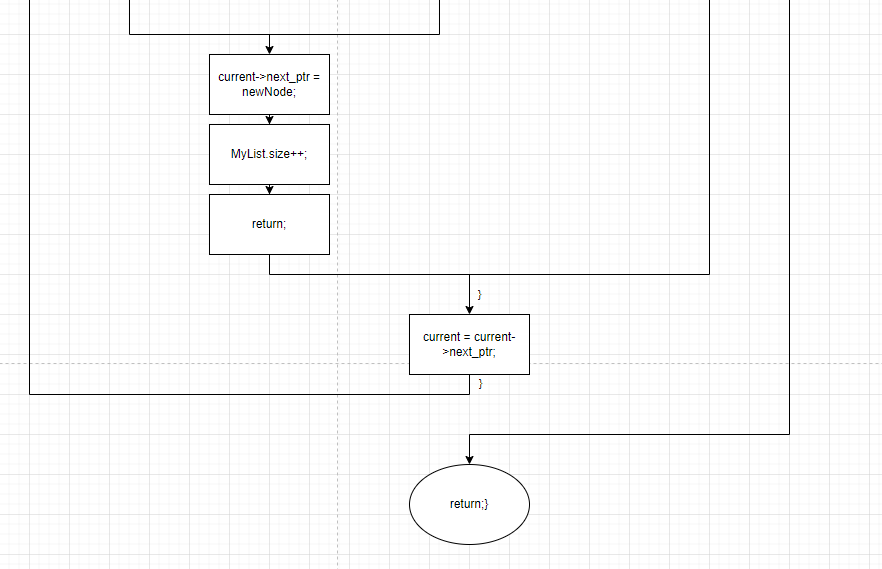 current->next_ptr =
newNode;
MyList.size++;
return;
}
current = current-
>next_ptr;
}
return;}